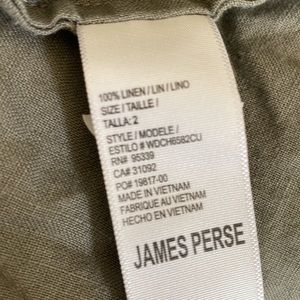 100% LINEN / LIN / LINO
SIZE / TAILLE /
TALLA: 2
STYLE / MODELE /
ESTILO # WDCH6582CU
RN# 95339
CA# 31092
PO# 19817-00
MADE IN VIETNAM
FABRIQUE AU VIETNAM
HECHO EN VIETNAM
JAMES PERSE